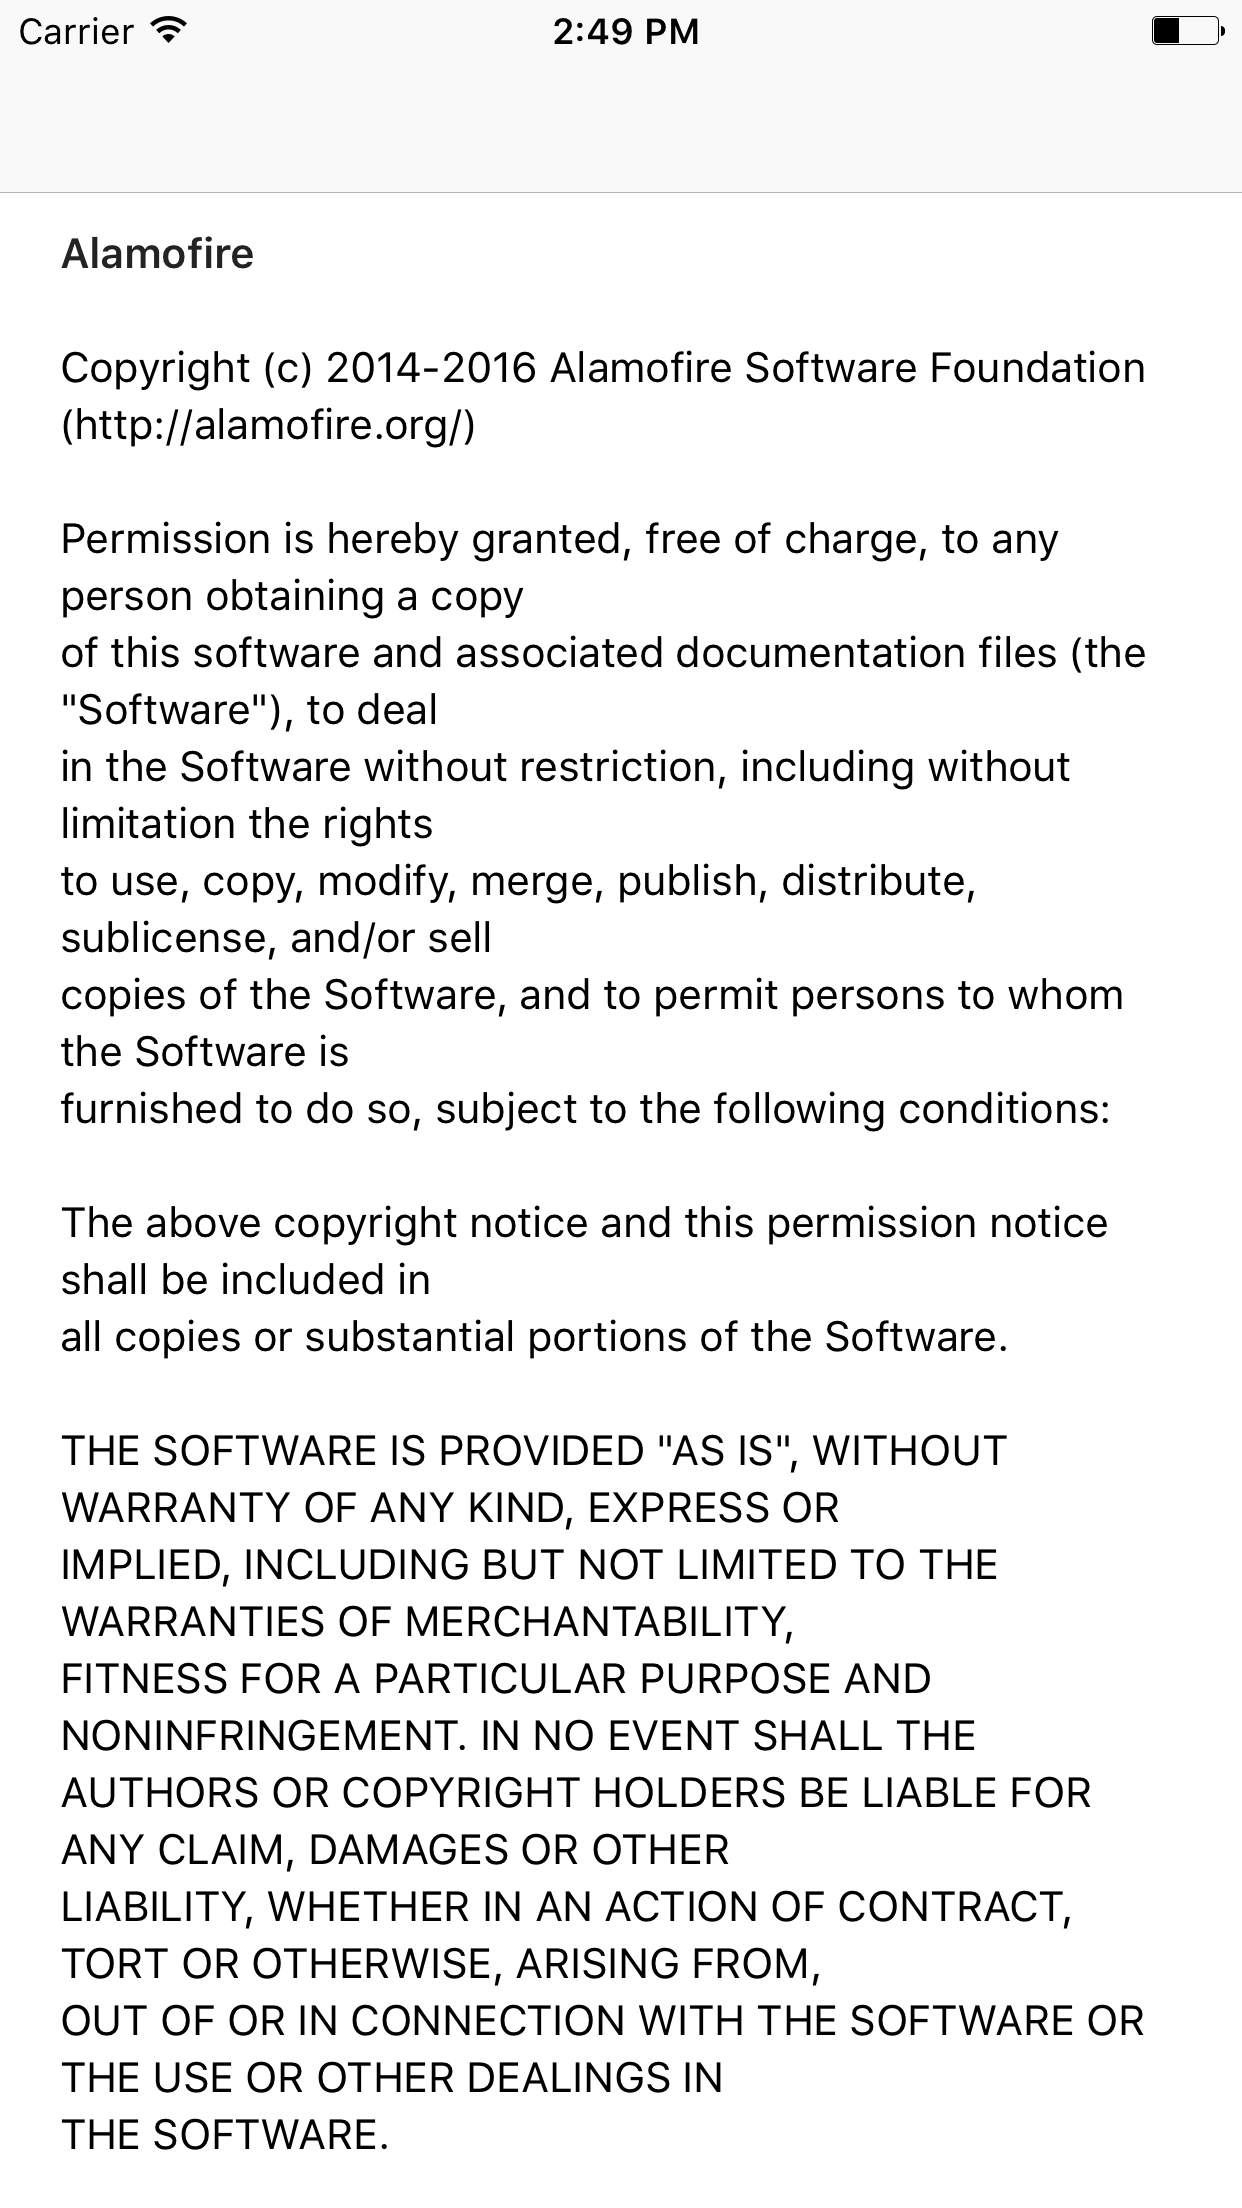 Carrier 2:49 PM
Alamofire
Copyright (c) 2014-2016 Alamofire Software Foundation
(http://alamofire.org/)
Permission is hereby granted, free of charge, to any
person obtaining a copy
of this software and associated documentation files (the
"Software"), to deal
in the Software without restriction, including without
limitation the rights
to use, copy, modify, merge, publish, distribute,
sublicense, and/or sell
copies of the Software, and to permit persons to whom
the Software is
furnished to do so, subject to the following conditions:
The above copyright notice and this permission notice
shall be included in
all copies or substantial portions of the Software.
THE SOFTWARE IS PROVIDED "AS IS", WITHOUT
WARRANTY OF ANY KIND, EXPRESS OR
IMPLIED, INCLUDING BUT NOT LIMITED TO THE
WARRANTIES OF MERCHANTABILITY,
FITNESS FOR A PARTICULAR PURPOSE AND
NONINFRINGEMENT. IN NO EVENT SHALL THE
AUTHORS OR COPYRIGHT HOLDERS BE LIABLE FOR
ANY CLAIM, DAMAGES OR OTHER
LIABILITY, WHETHER IN AN ACTION OF CONTRACT,
TORT OR OTHERWISE, ARISING FROM,
OUT OF OR IN CONNECTION WITH THE SOFTWARE OR
THE USE OR OTHER DEALINGS IN
THE SOFTWARE.